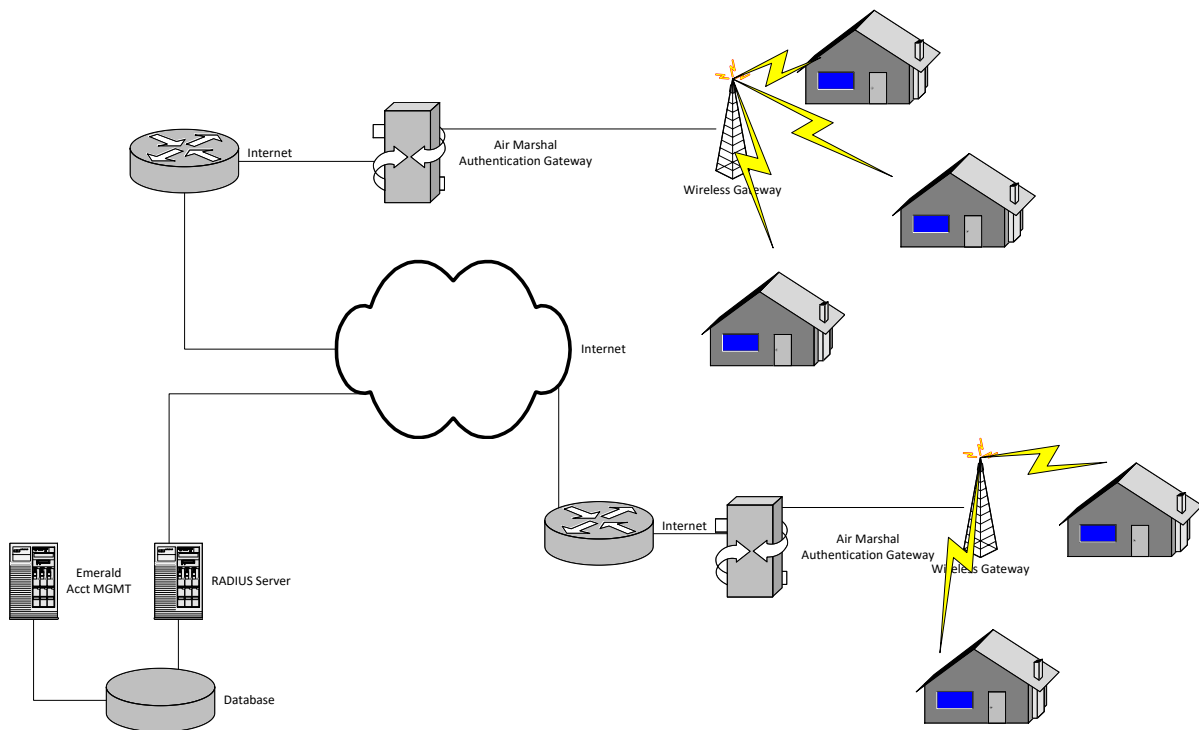 Internet
Air Marshal
Authentication Gateway
Wireless Gateway
Internet
Internet
Air Marshal
Authentication Gateway
Wireless Gateway
Emerald
Acct MGMT
RADIUS Server
Database